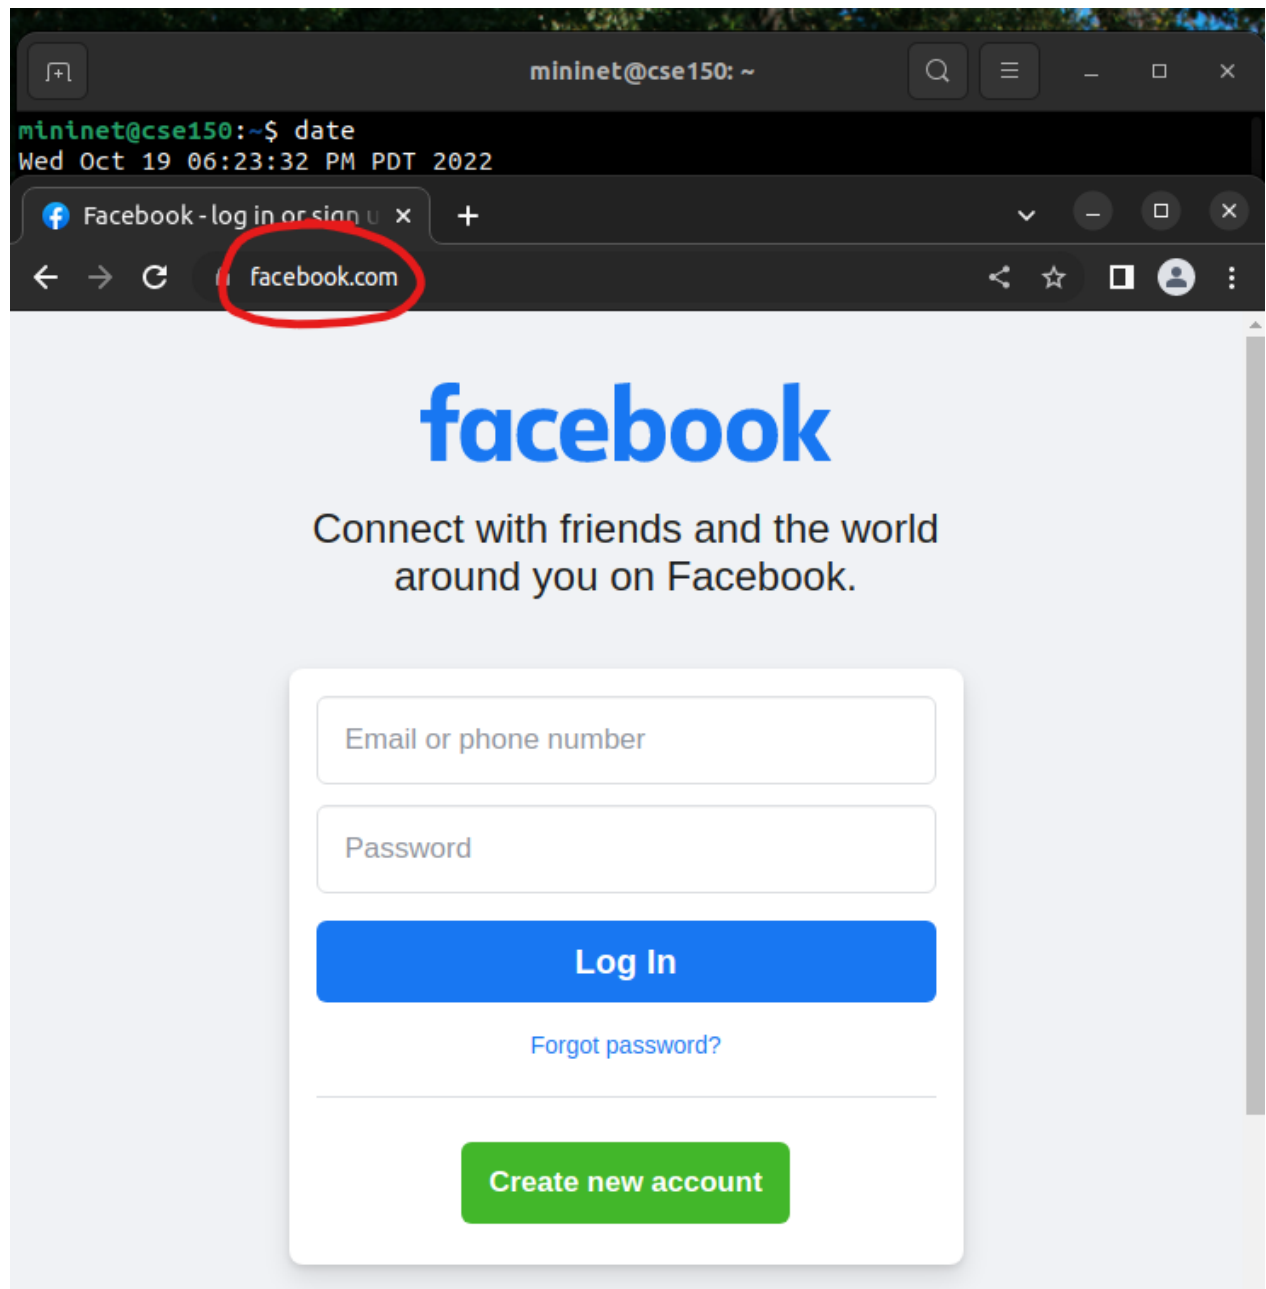 mininet@cse150: ~
mininet@cse150:~$ date
Wed Oct 19 06:23:32 PM PDT 2022
Facebook - log in or sign u
facebook.com
facebook
Connect with friends and the world
around you on Facebook.
Email or phone number
Password
Log In
Forgot password?
Create new account